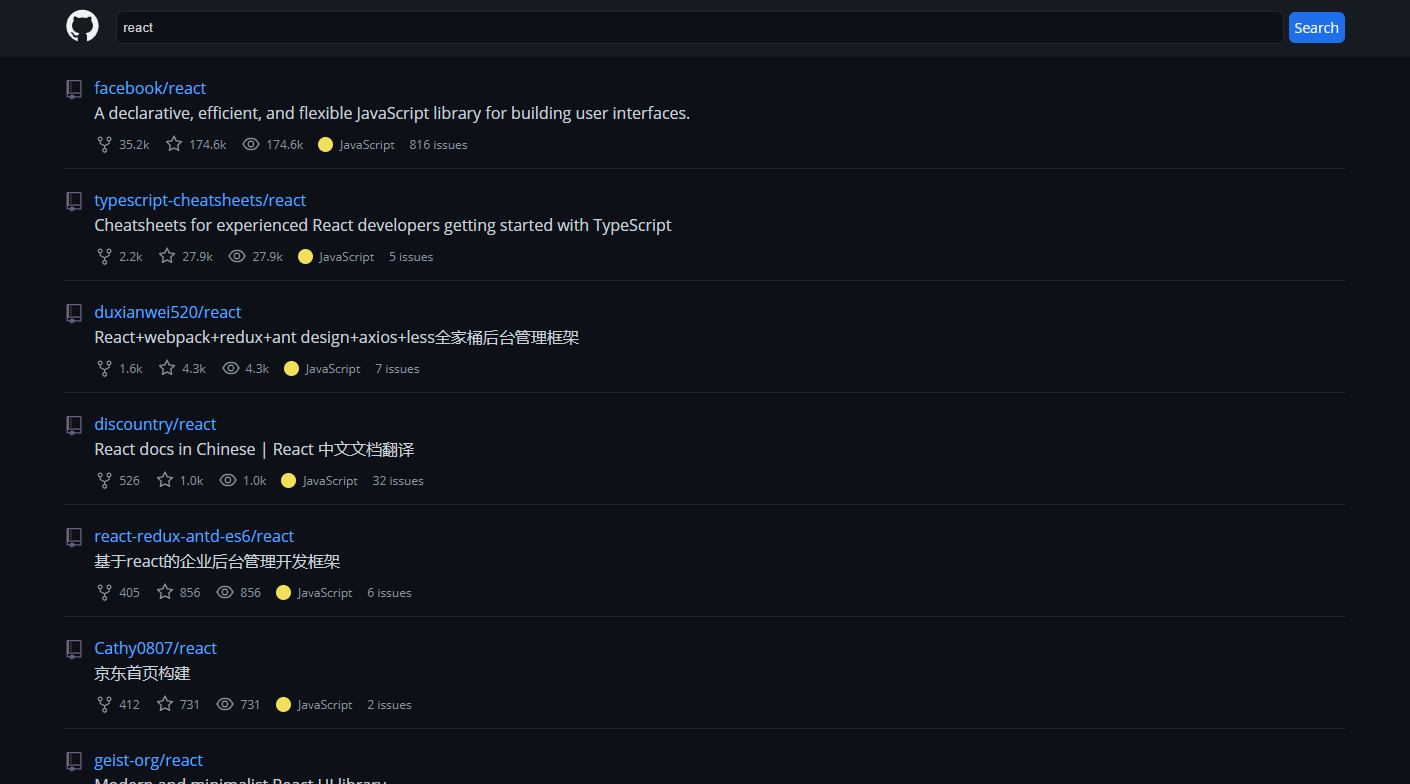 react
Search
facebook/react
A declarative, efficient, and flexible JavaScript library for building user interfaces.
35.2k 174.6k 174.6k JavaScript 816 issues
typescript-cheatsheets/react
Cheatsheets for experienced React developers getting started with TypeScript
2.2k 27.9k 27.9k JavaScript 5 issues
duxianwei520/react
React+webpack+redux+ant design+axios+less全家桶后台管理框架
1.6k 4.3k 4.3k JavaScript 7 issues
discountry/react
React docs in Chinese | React 中文文档翻译
526 1.0k 1.0k JavaScript 32 issues
react-redux-antd-es6/react
基于react的企业后台管理开发框架
405 856 856 JavaScript 6 issues
Cathy0807/react
京东首页构建
412 731 731 JavaScript 2 issues
geist-org/react
Modern and minimalist React UI library